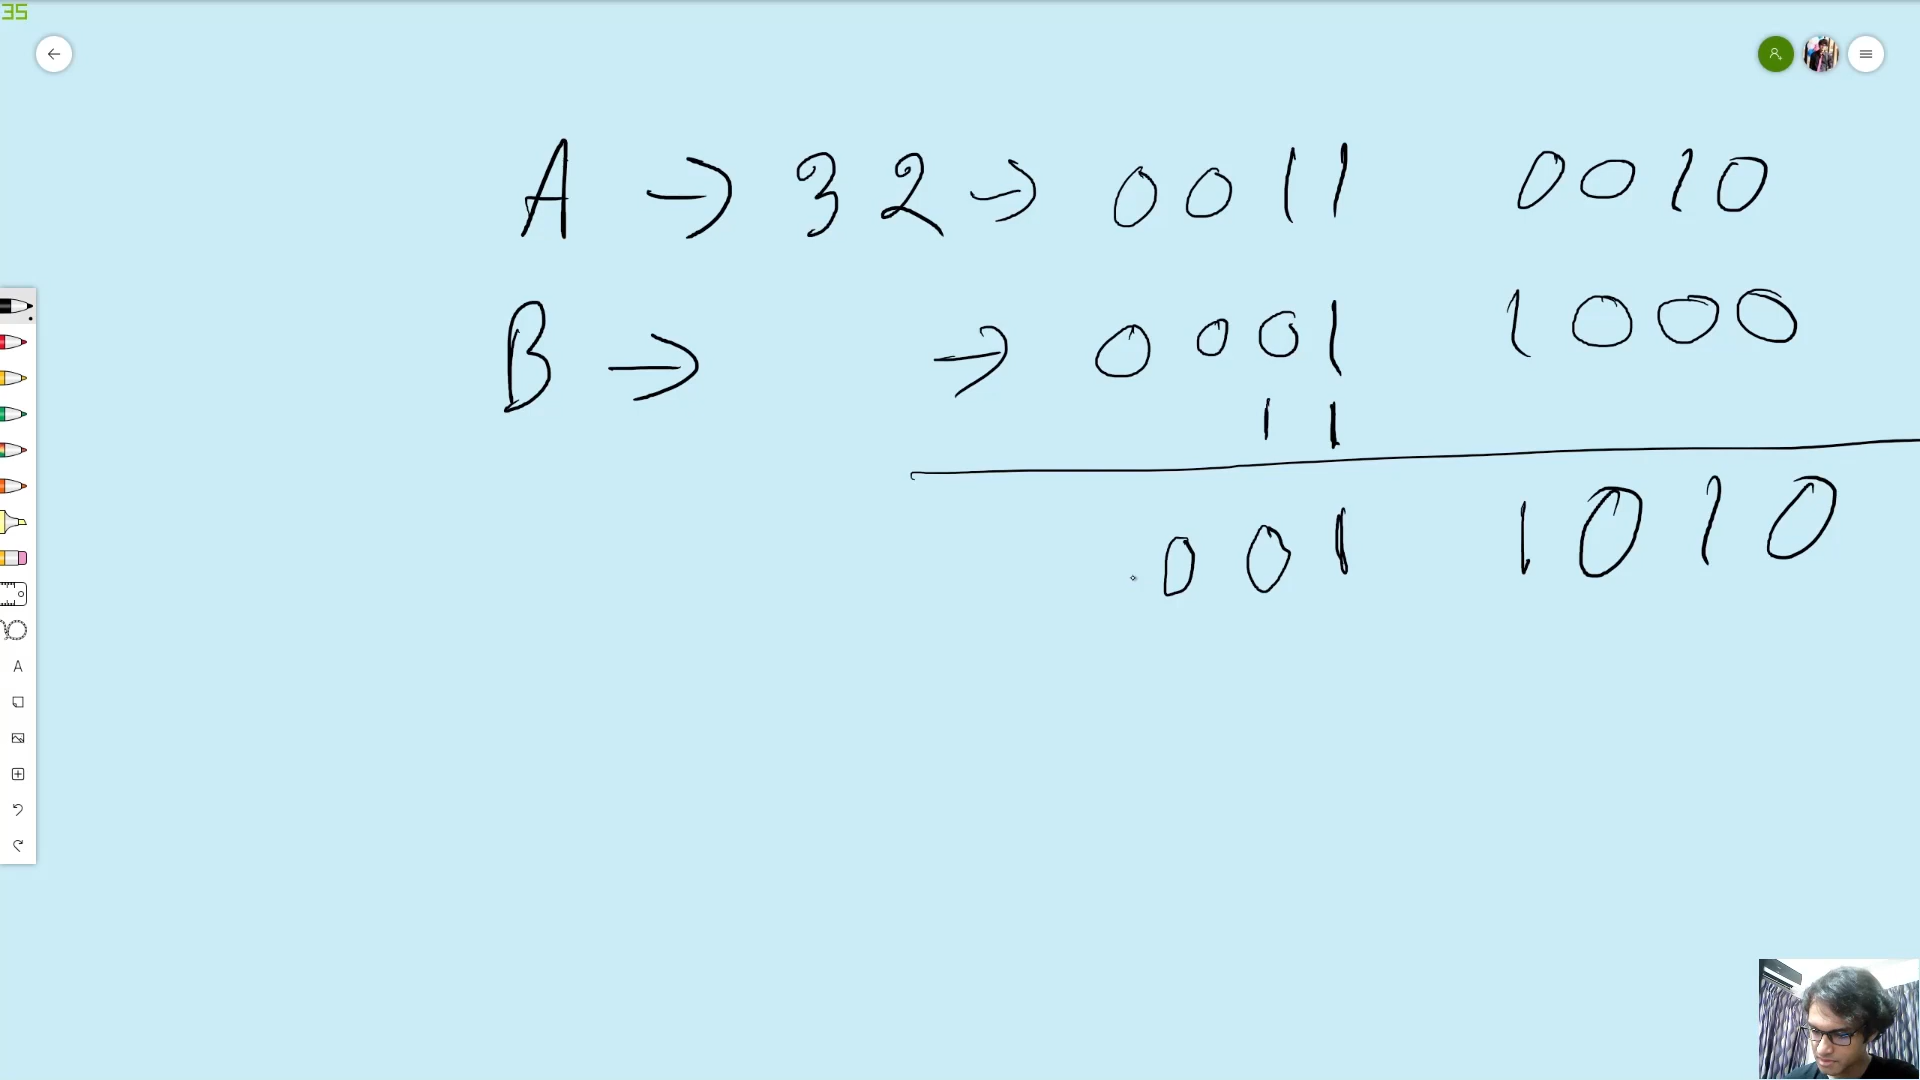 35
A → 32 → 0011 0010
B → → 0001 1000
11
001 1010
A